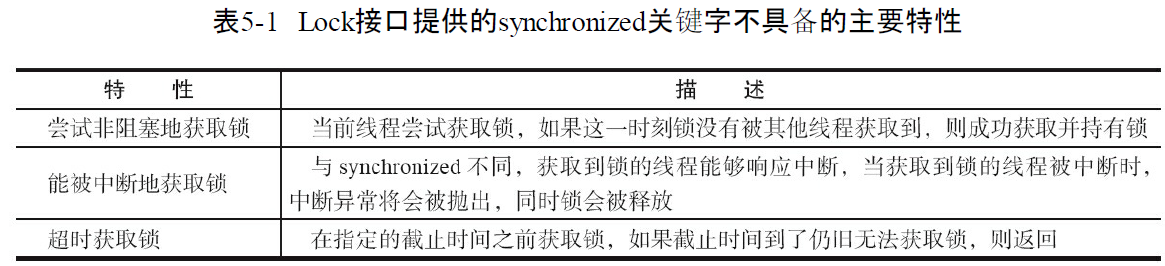 表5-1 Lock接口提供的synchronized关键字不具备的主要特性
特 性 描 述
尝试非阻塞地获取锁 当前线程尝试获取锁，如果这一时刻锁没有被其他线程获取到，则成功获取并持有锁
能被中断地获取锁 与 synchronized 不同，获取到锁的线程能够响应中断，当获取到锁的线程被中断时，
中断异常将会被抛出，同时锁会被释放
超时获取锁 在指定的截止时间之前获取锁，如果截止时间到了仍旧无法获取锁，则返回